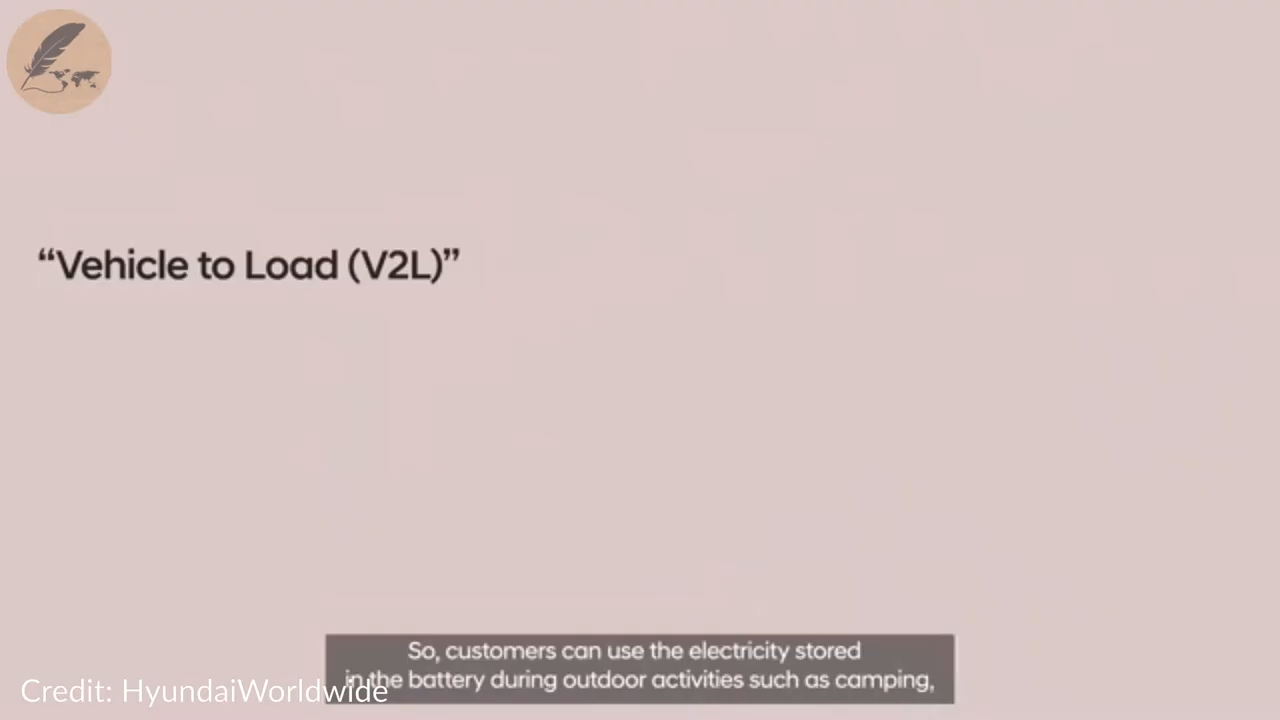 “Vehicle to Load (V2L)”
So, customers can use the electricity stored
in the battery during outdoor activities such as camping,
Credit: HyundaiWorldwide